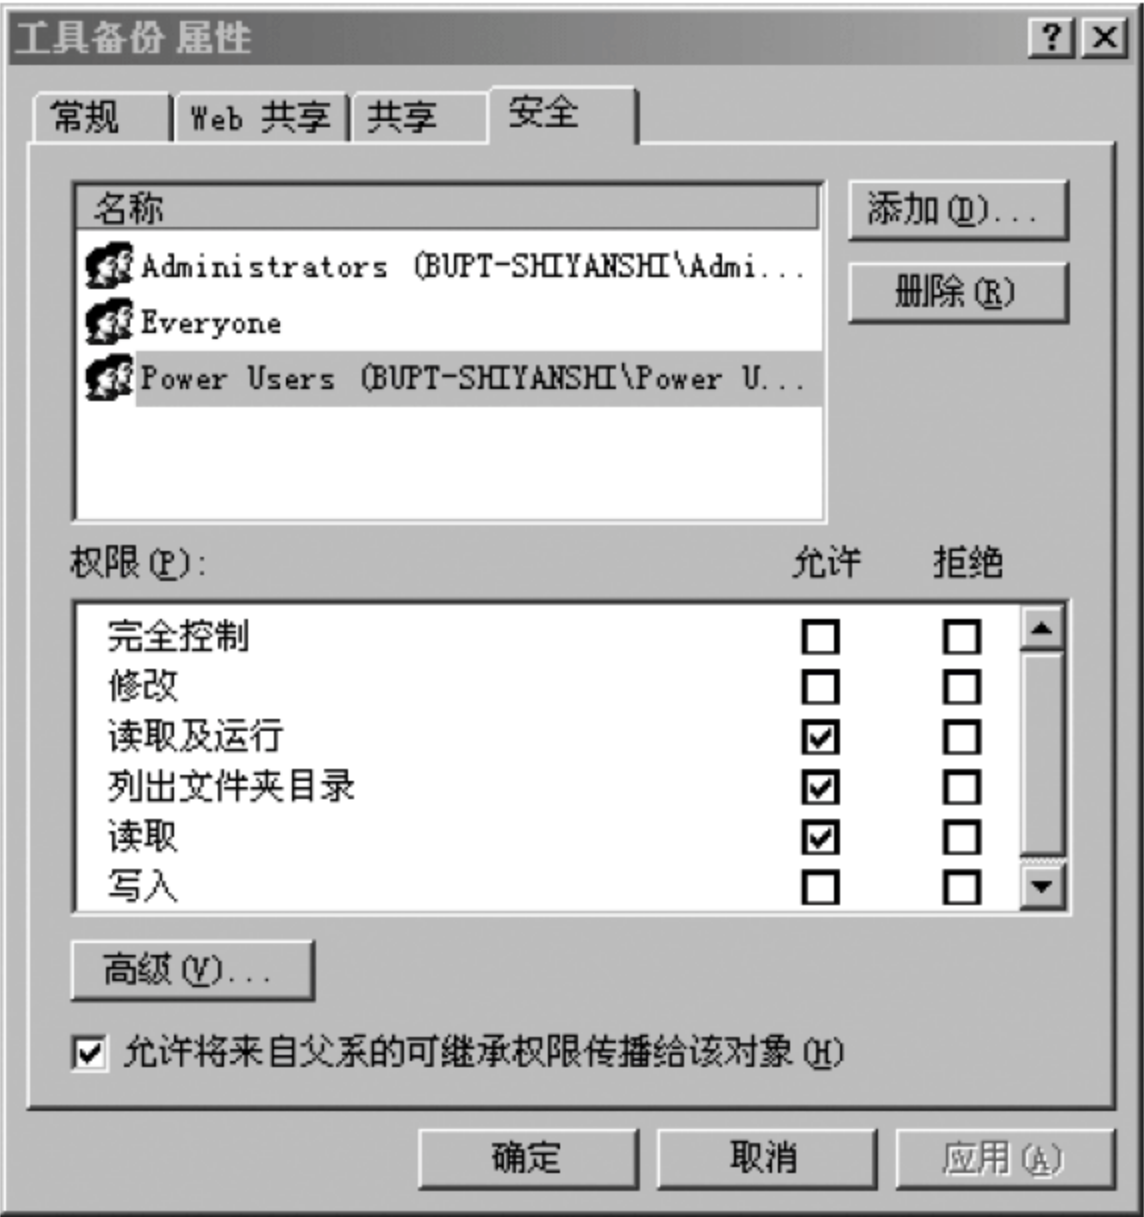 工具备份 属性
常规 Web 共享 共享 安全
名称
添加(D)...
Administrators (BUPT-SHIYANSHI\Admi...
删除(R)
Everyone
Power Users (BUPT-SHIYANSHI\Power U...
权限(P): 允许 拒绝
完全控制
修改
读取及运行
列出文件夹目录
读取
写入
高级(V)...
允许将来自父系的可继承权限传播给该对象(H)
确定 取消 应用(A)